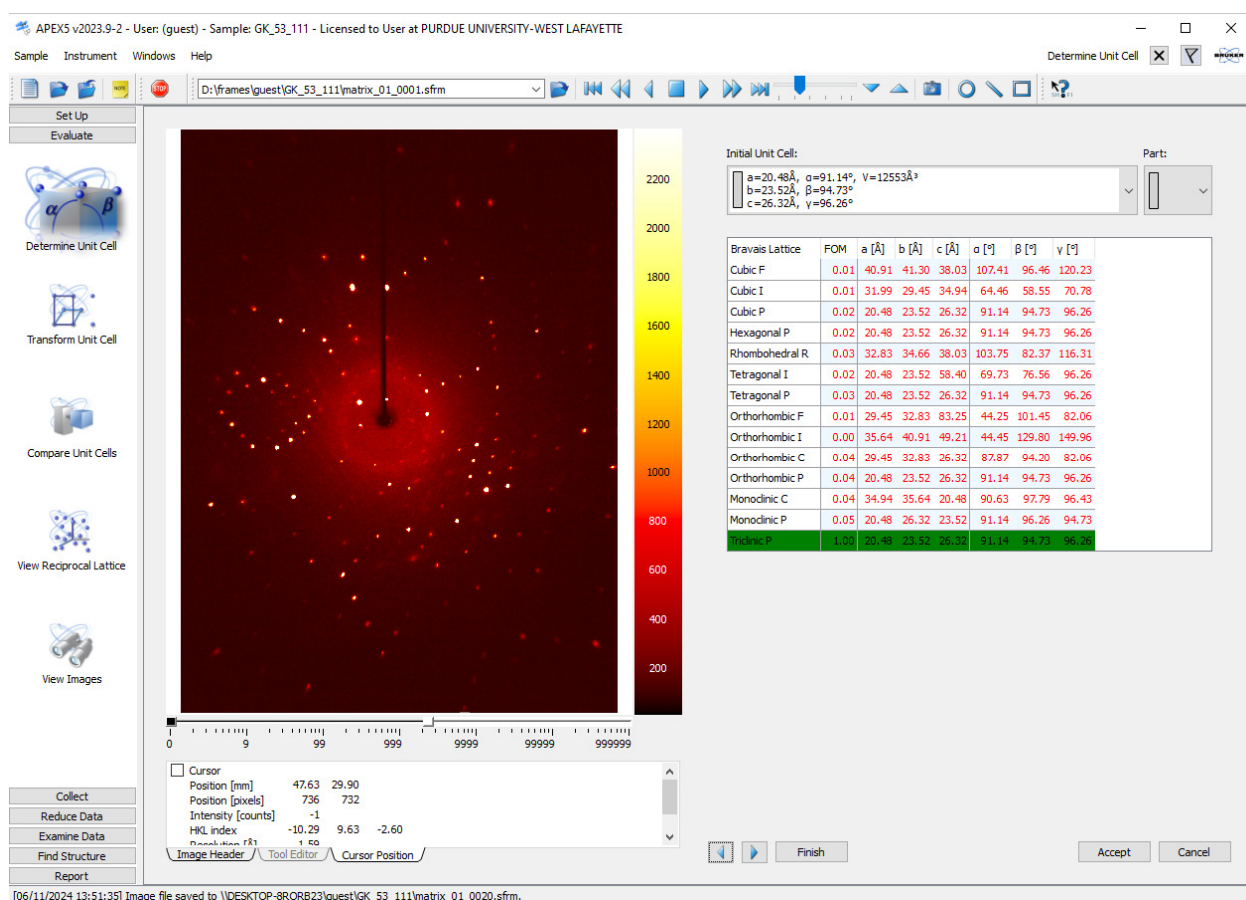 APEX5 v2023.9-2 - User: (guest) - Sample: GK_53_111 - Licensed to User at PURDUE UNIVERSITY-WEST LAFAYETTE
Sample Instrument Windows Help
Determine Unit Cell
BRUKER
NOTE
STOP
D:\frames\guest\GK_53_111\matrix_01_0001.sfrm
Set Up
Evaluate
α β
Determine Unit Cell
Transform Unit Cell
Compare Unit Cells
View Reciprocal Lattice
View Images
Collect
Reduce Data
Examine Data
Find Structure
Report
2200
2000
1800
1600
1400
1200
1000
800
600
400
200
0 9 99 999 9999 99999 999999
Cursor
Position [mm] 47.63 29.90
Position [pixels] 736 732
Intensity [counts] -1
HKL index -10.29 9.63 -2.60
Resolution [Å] 1.59
Image Header Tool Editor Cursor Position
Initial Unit Cell: Part:
a=20.48Å, α=91.14°, V=12553Å³
b=23.52Å, β=94.73°
c=26.32Å, γ=96.26°
Bravais Lattice FOM a [Å] b [Å] c [Å] α [°] β [°] γ [°]
Cubic F 0.01 40.91 41.30 38.03 107.41 96.46 120.23
Cubic I 0.01 31.99 29.45 34.94 64.46 58.55 70.78
Cubic P 0.02 20.48 23.52 26.32 91.14 94.73 96.26
Hexagonal P 0.02 20.48 23.52 26.32 91.14 94.73 96.26
Rhombohedral R 0.03 32.83 34.66 38.03 103.75 82.37 116.31
Tetragonal I 0.02 20.48 23.52 58.40 69.73 76.56 96.26
Tetragonal P 0.03 20.48 23.52 26.32 91.14 94.73 96.26
Orthorhombic F 0.01 29.45 32.83 83.25 44.25 101.45 82.06
Orthorhombic I 0.00 35.64 40.91 49.21 44.45 129.80 149.96
Orthorhombic C 0.04 29.45 32.83 26.32 87.87 94.20 82.06
Orthorhombic P 0.04 20.48 23.52 26.32 91.14 94.73 96.26
Monoclinic C 0.04 34.94 35.64 20.48 90.63 97.79 96.43
Monoclinic P 0.05 20.48 26.32 23.52 91.14 96.26 94.73
Triclinic P 1.00 20.48 23.52 26.32 91.14 94.73 96.26
Finish Accept Cancel
[06/11/2024 13:51:35] Image file saved to \\DESKTOP-8RORB23\guest\GK_53_111\matrix_01_0020.sfrm.